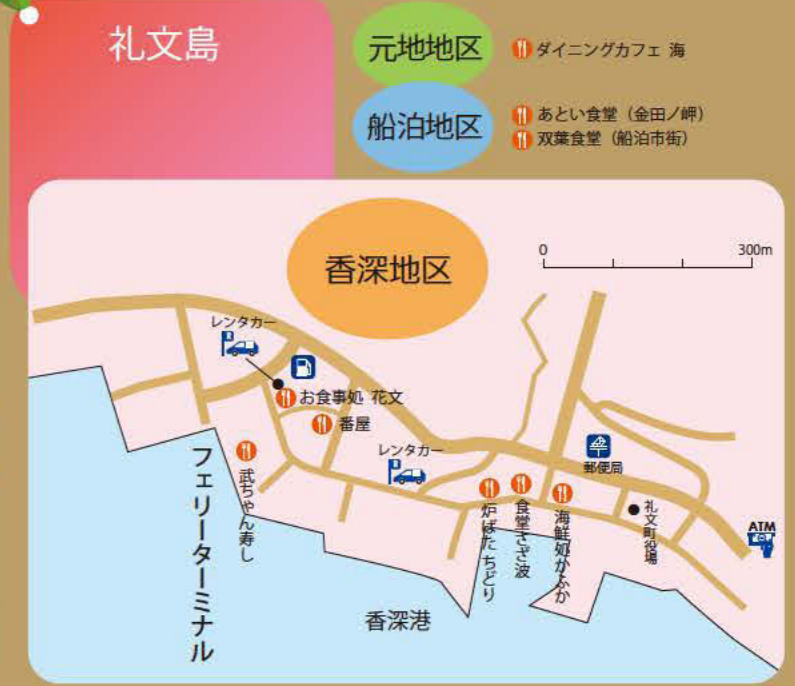 礼文島
元地地区
ダイニングカフェ 海
船泊地区
あとい食堂（金田ノ岬）
双葉食堂（船泊市街）
香深地区
0 300m
レンタカー
R
お食事処 花文
番屋
レンタカー
R
郵便局
武ちゃん寿し
フェリーターミナル
炉ばた ちどり
食堂さざ波
海鮮処かふか
礼文町役場
ATM
香深港